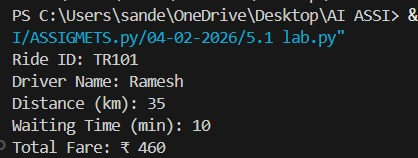 PS C:\Users\sande\OneDrive\Desktop\AI ASSI> &
I/ASSIGMETS.py/04-02-2026/5.1 lab.py"
Ride ID: TR101
Driver Name: Ramesh
Distance (km): 35
Waiting Time (min): 10
Total Fare: ₹ 460